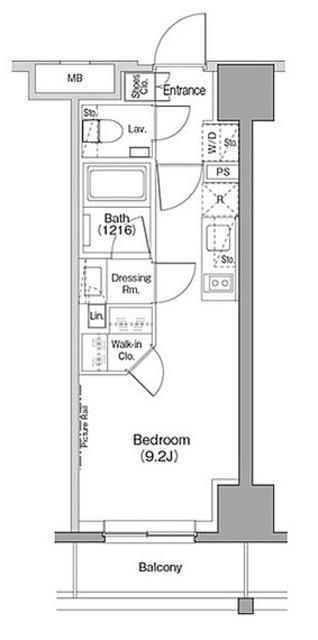 MB
Shoes
Clo.
Entrance
Sto.
Lav.
W/D
Sto.
PS
R
Bath
(1216)
Sto.
Dressing
Rm.
Lin.
Walk-in
Clo.
Picture Rail
Bedroom
(9.2J)
Balcony